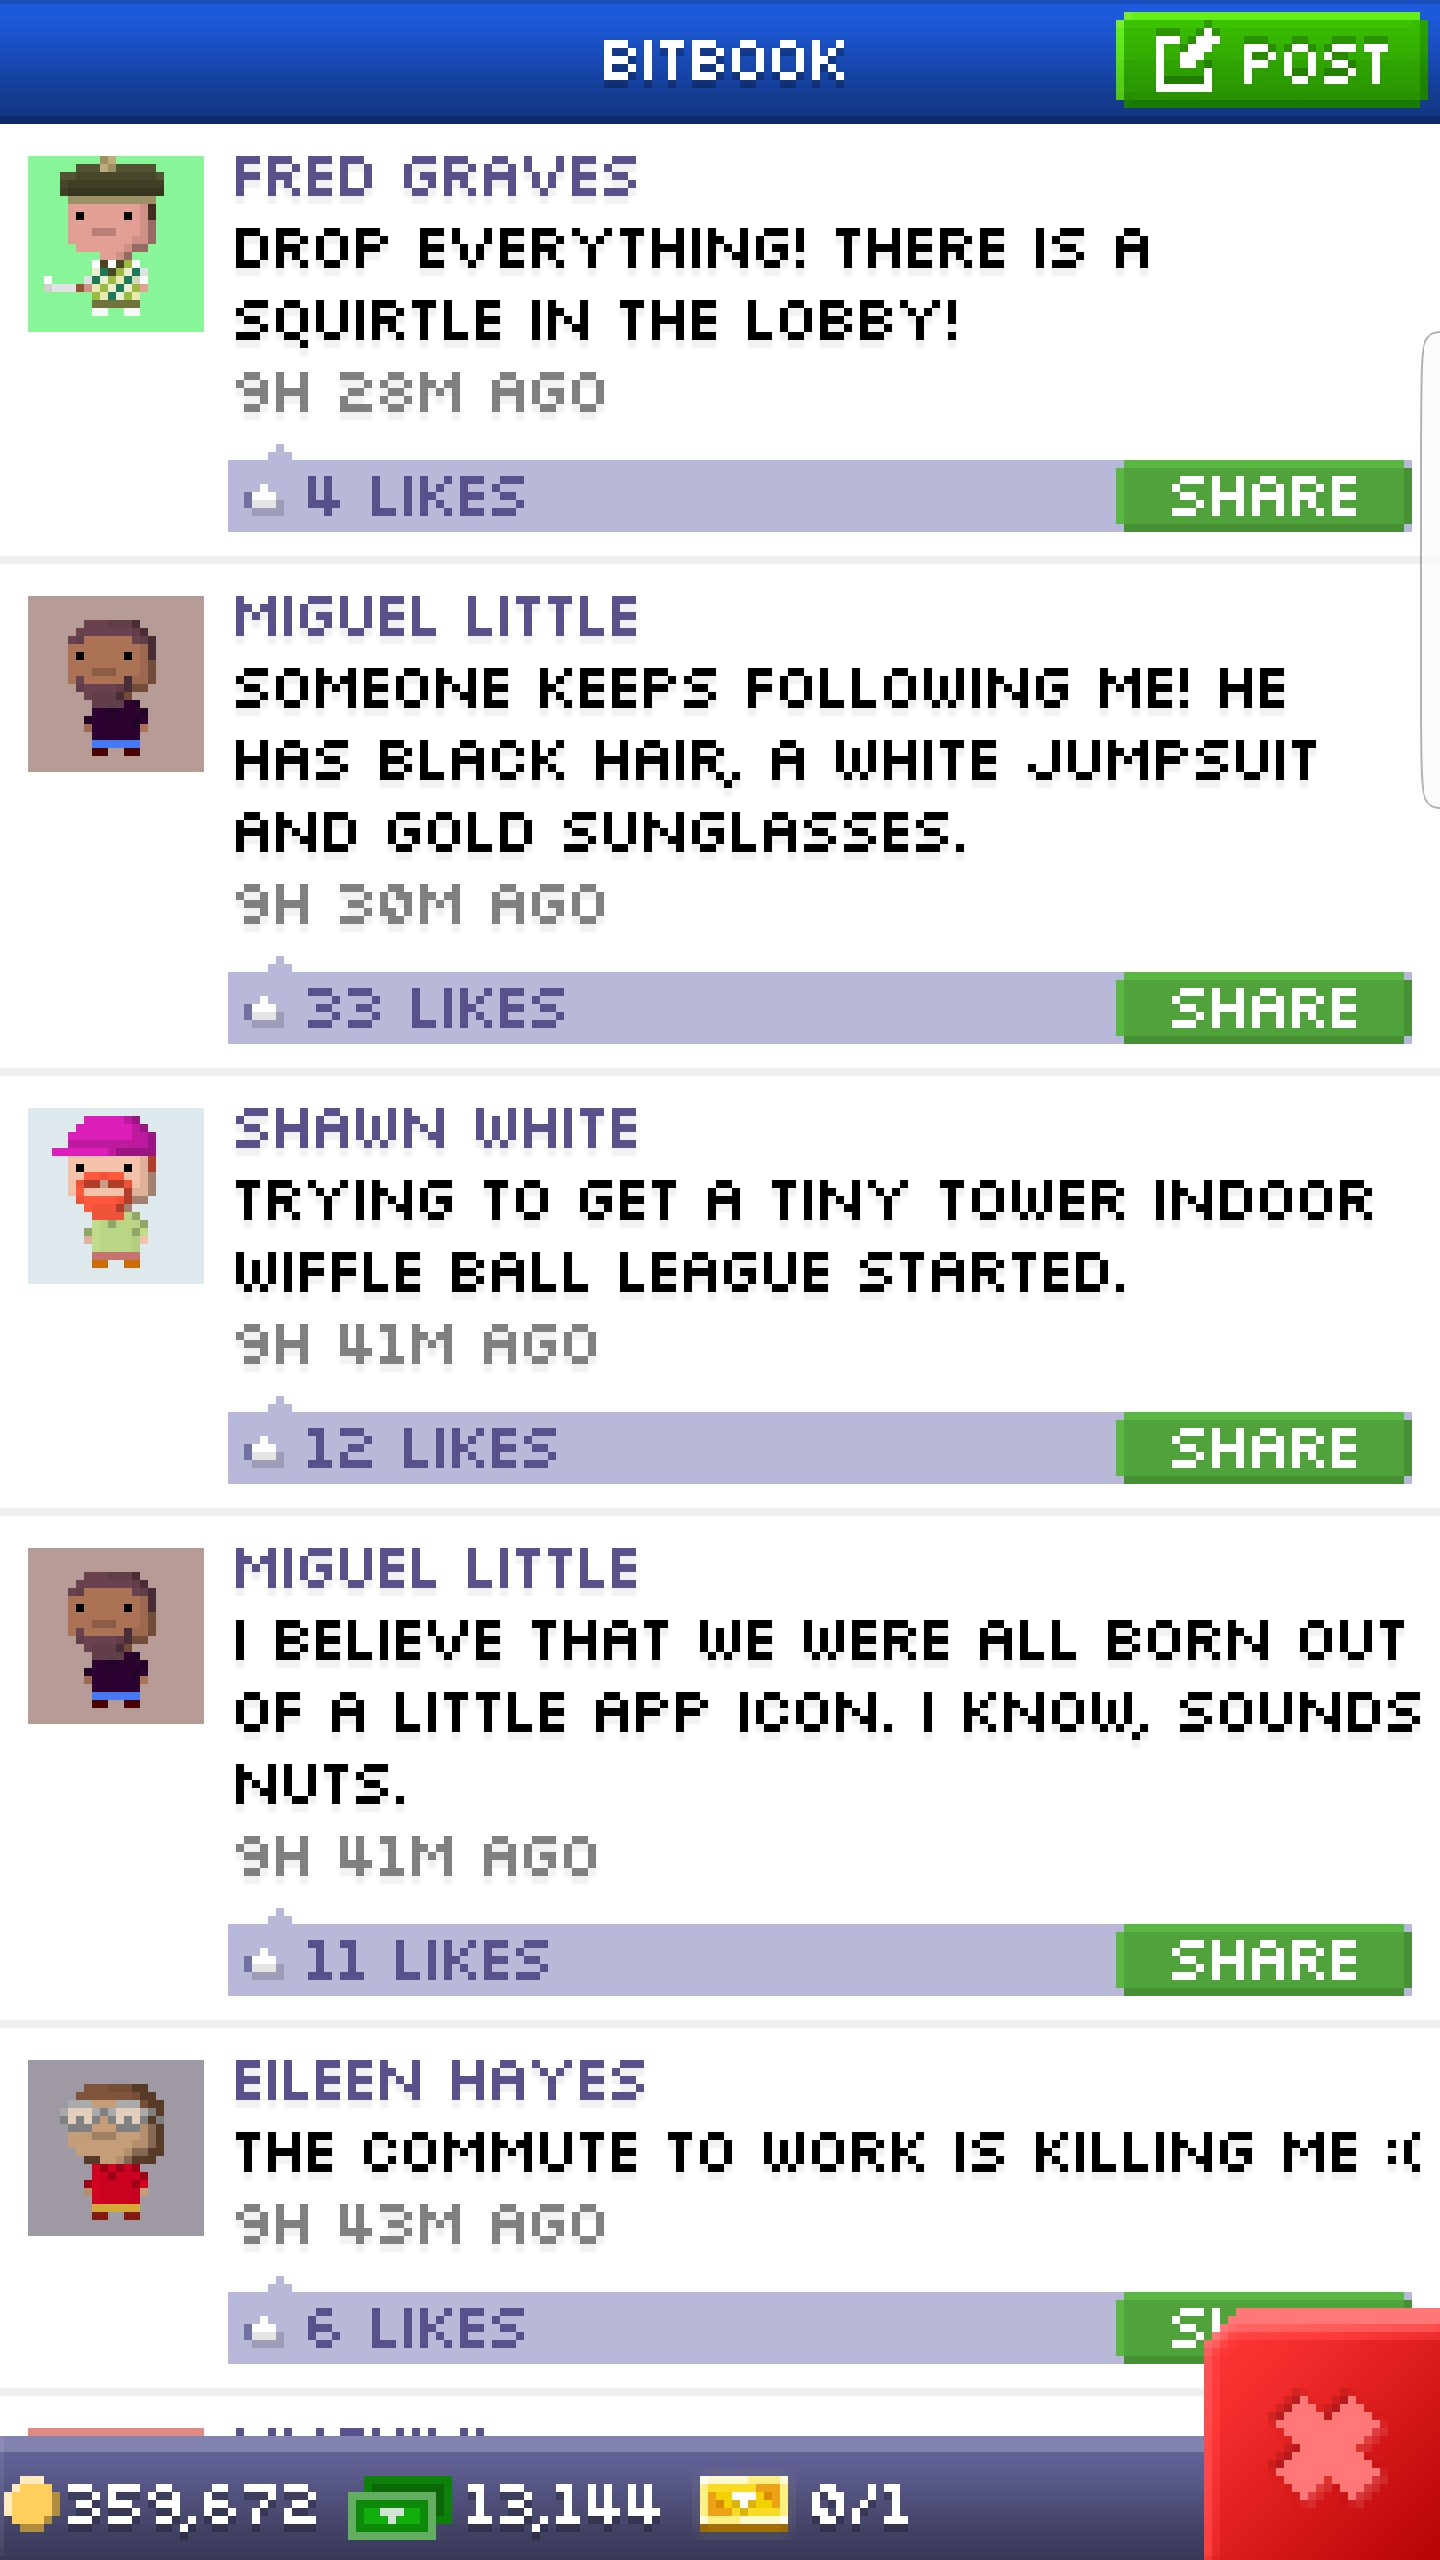 BITBOOK
POST
FRED GRAVES
DROP EVERYTHING! THERE IS A
SQUIRTLE IN THE LOBBY!
9H 28M AGO
4 LIKES
SHARE
MIGUEL LITTLE
SOMEONE KEEPS FOLLOWING ME! HE
HAS BLACK HAIR, A WHITE JUMPSUIT
AND GOLD SUNGLASSES.
9H 30M AGO
33 LIKES
SHARE
SHAWN WHITE
TRYING TO GET A TINY TOWER INDOOR
WIFFLE BALL LEAGUE STARTED.
9H 41M AGO
12 LIKES
SHARE
MIGUEL LITTLE
I BELIEVE THAT WE WERE ALL BORN OUT
OF A LITTLE APP ICON. I KNOW, SOUNDS
NUTS.
9H 41M AGO
11 LIKES
SHARE
EILEEN HAYES
THE COMMUTE TO WORK IS KILLING ME :(
9H 43M AGO
6 LIKES
359,672
13,144
0/1